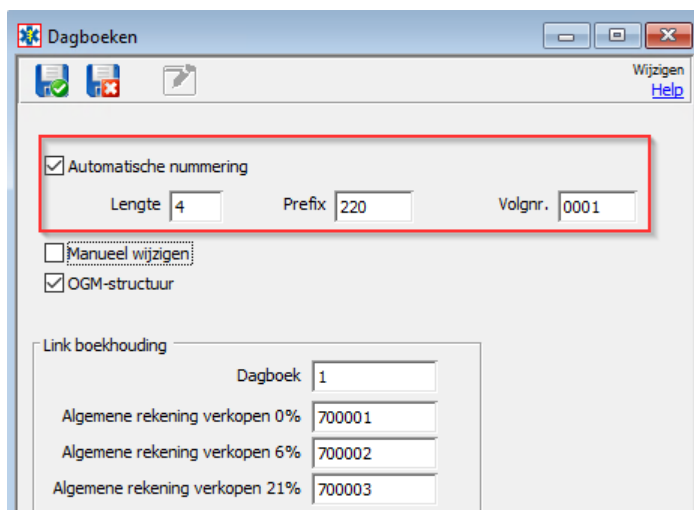 Dagboeken
Wijzigen
Help
Automatische nummering
Lengte 4 Prefix 220 Volgnr. 0001
Manueel wijzigen
OGM-structuur
Link boekhouding
Dagboek 1
Algemene rekening verkopen 0% 700001
Algemene rekening verkopen 6% 700002
Algemene rekening verkopen 21% 700003